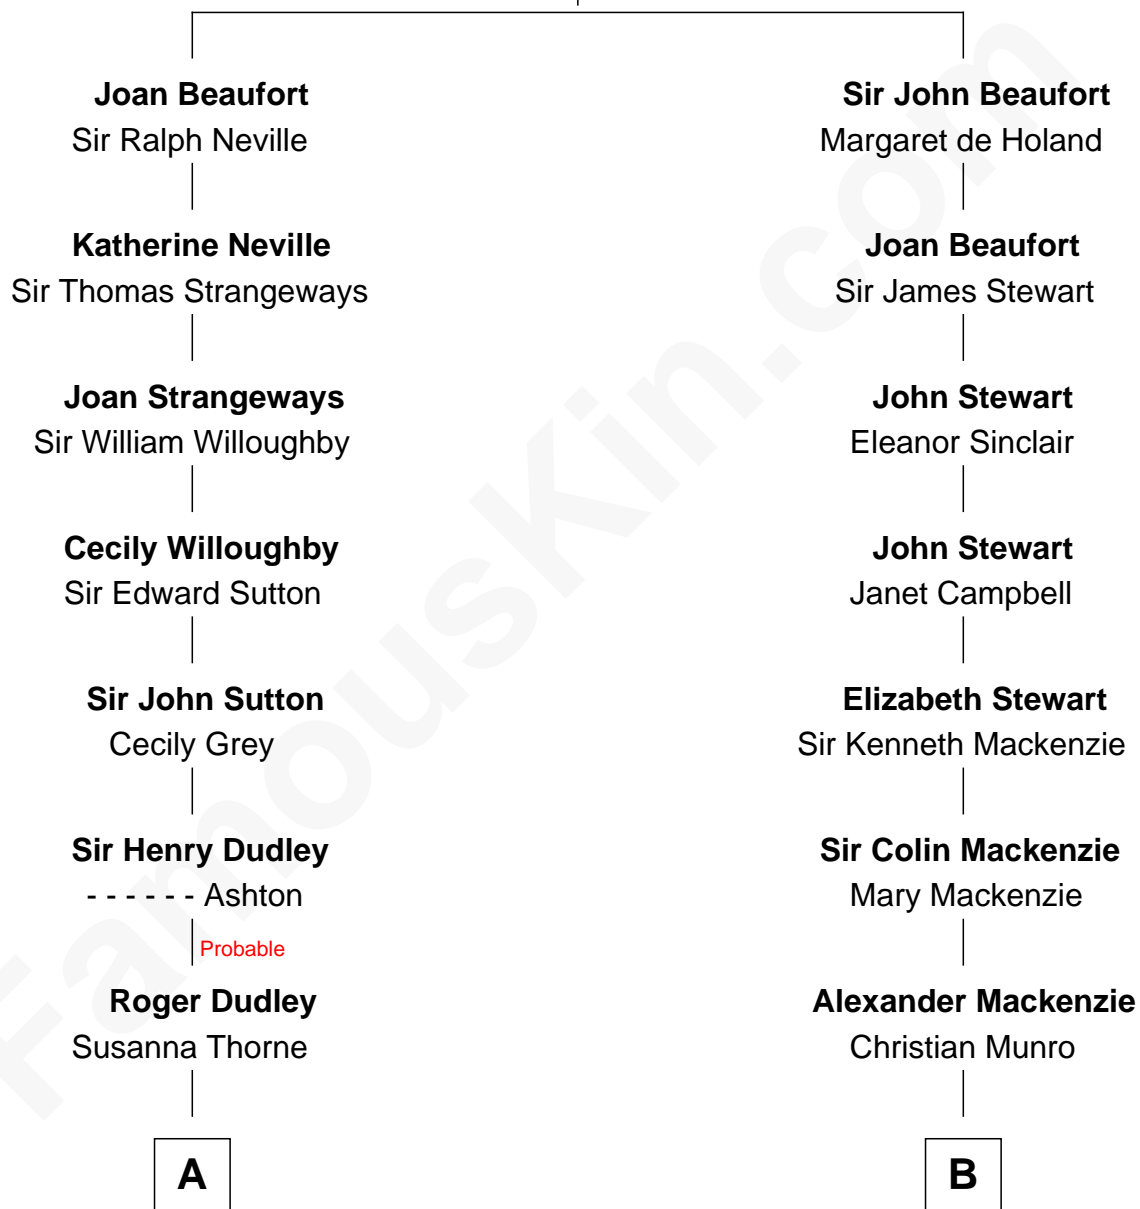 Joan Beaufort
Sir Ralph Neville
Katherine Neville
Sir Thomas Strangeways
Joan Strangeways
Sir William Willoughby
Cecily Willoughby
Sir Edward Sutton
Sir John Sutton
Cecily Grey
Sir Henry Dudley
- - - - - - Ashton
Probable
Roger Dudley
Susanna Thorne
A
Sir John Beaufort
Margaret de Holand
Joan Beaufort
Sir James Stewart
John Stewart
Eleanor Sinclair
John Stewart
Janet Campbell
Elizabeth Stewart
Sir Kenneth Mackenzie
Sir Colin Mackenzie
Mary Mackenzie
Alexander Mackenzie
Christian Munro
B
FamousKin.com